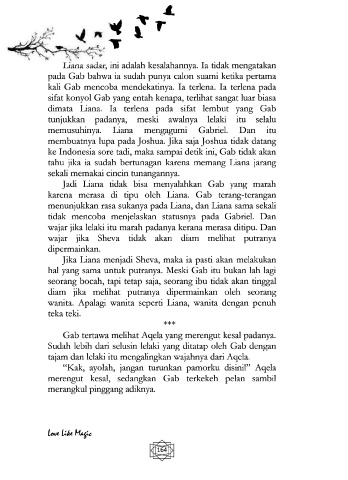 Liana sadar, ini adalah kesalahannya. Ia tidak mengatakan
pada Gab bahwa ia sudah punya calon suami ketika pertama
kali Gab mencoba mendekatinya. Ia terlena. Ia terlena pada
sifat konyol Gab yang entah kenapa, terlihat sangat luar biasa
dimata Liana. Ia terlena pada sifat lembut yang Gab
tunjukkan padanya, meski awalnya lelaki itu selalu
memusuhinya. Liana mengagumi Gabriel. Dan itu
membuatnya lupa pada Joshua. Jika saja Joshua tidak datang
ke Indonesia sore tadi, maka sampai detik ini, Gab tidak akan
tahu jika ia sudah bertunagan karena memang Liana jarang
sekali memakai cincin tunangannya.
Jadi Liana tidak bisa menyalahkan Gab yang marah
karena merasa di tipu oleh Liana. Gab terang-terangan
menunjukkan rasa sukanya pada Liana, dan Liana sama sekali
tidak mencoba menjelaskan statusnya pada Gabriel. Dan
wajar jika lelaki itu marah padanya kerana merasa ditipu. Dan
wajar jika Sheva tidak akan diam melihat putranya
dipermainkan.
Jika Liana menjadi Sheva, maka ia pasti akan melakukan
hal yang sama untuk putranya. Meski Gab itu bukan lah lagi
seorang bocah, tapi tetap saja, seorang ibu tidak akan tinggal
diam jika melihat putranya dipermainkan oleh seorang
wanita. Apalagi wanita seperti Liana, wanita dengan penuh
teka teki.
***
Gab tertawa melihat Aqela yang merengut kesal padanya.
Sudah lebih dari selusin lelaki yang ditatap oleh Gab dengan
tajam dan lelaki itu mengalingkan wajahnya dari Aqela.
“Kak, ayolah, jangan turunkan pamorku disini!” Aqela
merengut kesal, sedangkan Gab terkekeh pelan sambil
merangkul pinggang adiknya.
Love Like Magic
164